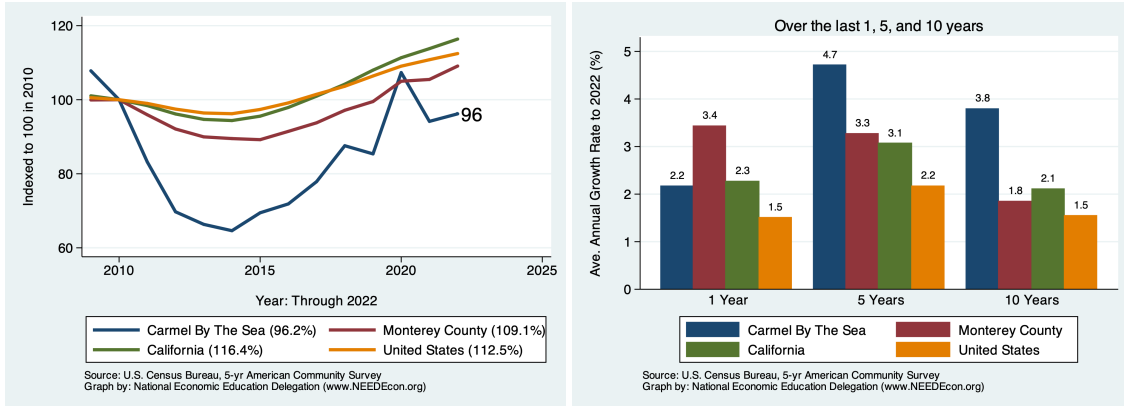 Indexed to 100 in 2010
120
100
80
60
96
2010
2015
2020
2025
Year: Through 2022
Carmel By The Sea (96.2%)
Monterey County (109.1%)
California (116.4%)
United States (112.5%)
Source: U.S. Census Bureau, 5-yr American Community Survey
Graph by: National Economic Education Delegation (www.NEEDEcon.org)
Over the last 1, 5, and 10 years
Ave. Annual Growth Rate to 2022 (%)
5
4
3
2
1
0
2.2
3.4
2.3
1.5
4.7
3.3
3.1
2.2
3.8
1.8
2.1
1.5
1 Year
5 Years
10 Years
Carmel By The Sea
Monterey County
California
United States
Source: U.S. Census Bureau, 5-yr American Community Survey
Graph by: National Economic Education Delegation (www.NEEDEcon.org)